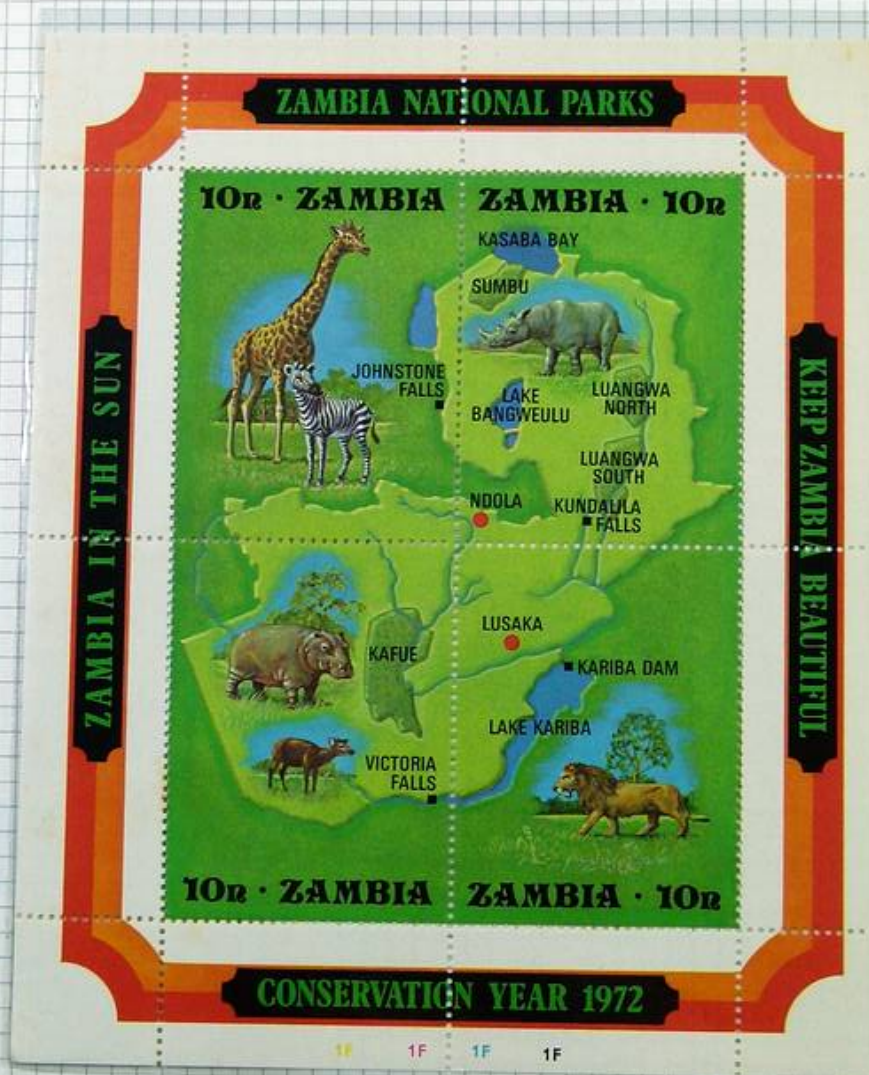 ZAMBIA NATIONAL PARKS
10n · ZAMBIA
ZAMBIA · 10n
KASABA BAY
SUMBU
JOHNSTONE
FALLS
LAKE
BANGWEULU
LUANGWA
NORTH
LUANGWA
SOUTH
NDOLA
KUNDALILA
FALLS
ZAMBIA IN THE SUN
KEEP ZAMBIA BEAUTIFUL
LUSAKA
KAFUE
KARIBA DAM
LAKE KARIBA
VICTORIA
FALLS
10n · ZAMBIA
ZAMBIA · 10n
CONSERVATION YEAR 1972
1F 1F 1F 1F